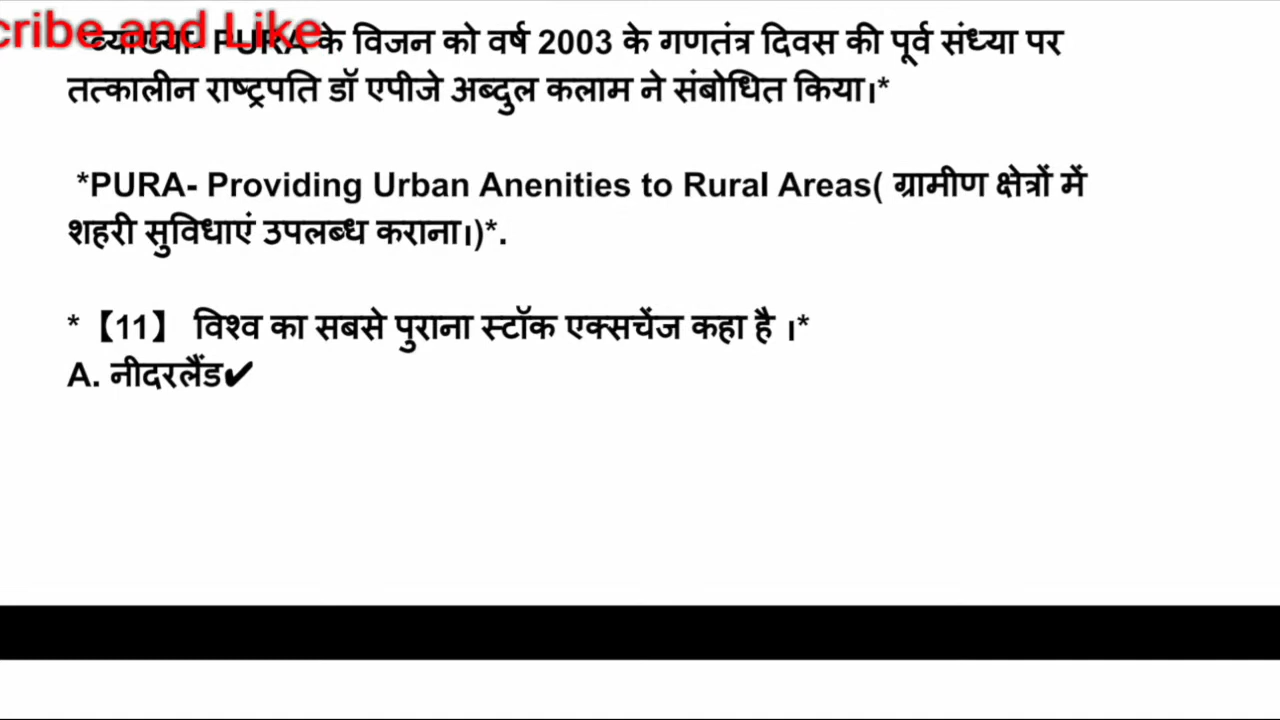 cribe and Like
*व्याख्या- PURA के विजन को वर्ष 2003 के गणतंत्र दिवस की पूर्व संध्या पर
तत्कालीन राष्ट्रपति डॉ एपीजे अब्दुल कलाम ने संबोधित किया।*
*PURA- Providing Urban Anenities to Rural Areas( ग्रामीण क्षेत्रों में
शहरी सुविधाएं उपलब्ध कराना।)*.
*【11】 विश्व का सबसे पुराना स्टॉक एक्सचेंज कहा है ।*
A. नीदरलैंड✔